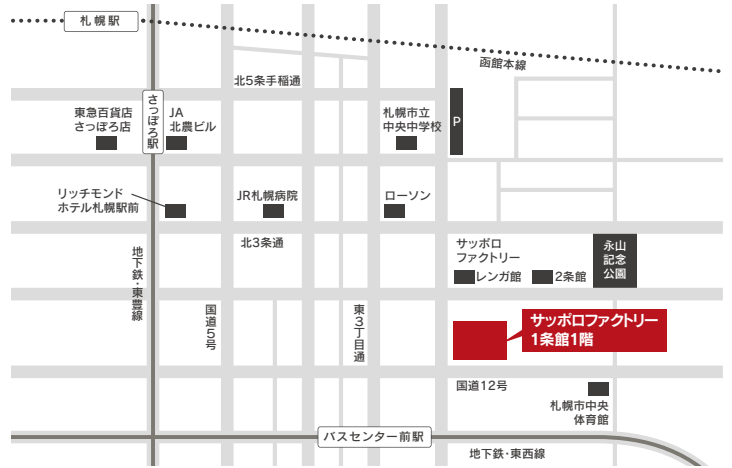 札幌駅
函館本線
北5条手稲通
東急百貨店
さっぽろ店
さっぽろ駅
JA
北農ビル
札幌市立
中央中学校
P
リッチモンド
ホテル札幌駅前
JR札幌病院
ローソン
北3条通
サッポロ
ファクトリー
レンガ館
2条館
永山
記念
公園
地下鉄・東豊線
国道5号
東3丁目通
サッポロファクトリー
1条館1階
国道12号
札幌市中央
体育館
バスセンター前駅
地下鉄・東西線